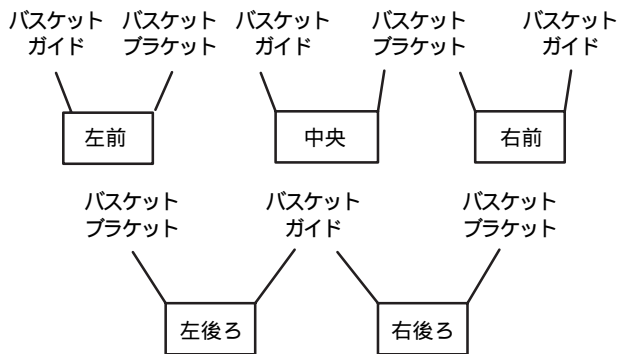 バスケット バスケット バスケット バスケット バスケット
ガイド ブラケット ガイド ブラケット ガイド
左前 中央 右前
バスケット バスケット バスケット
ブラケット ガイド ブラケット
左後ろ 右後ろ